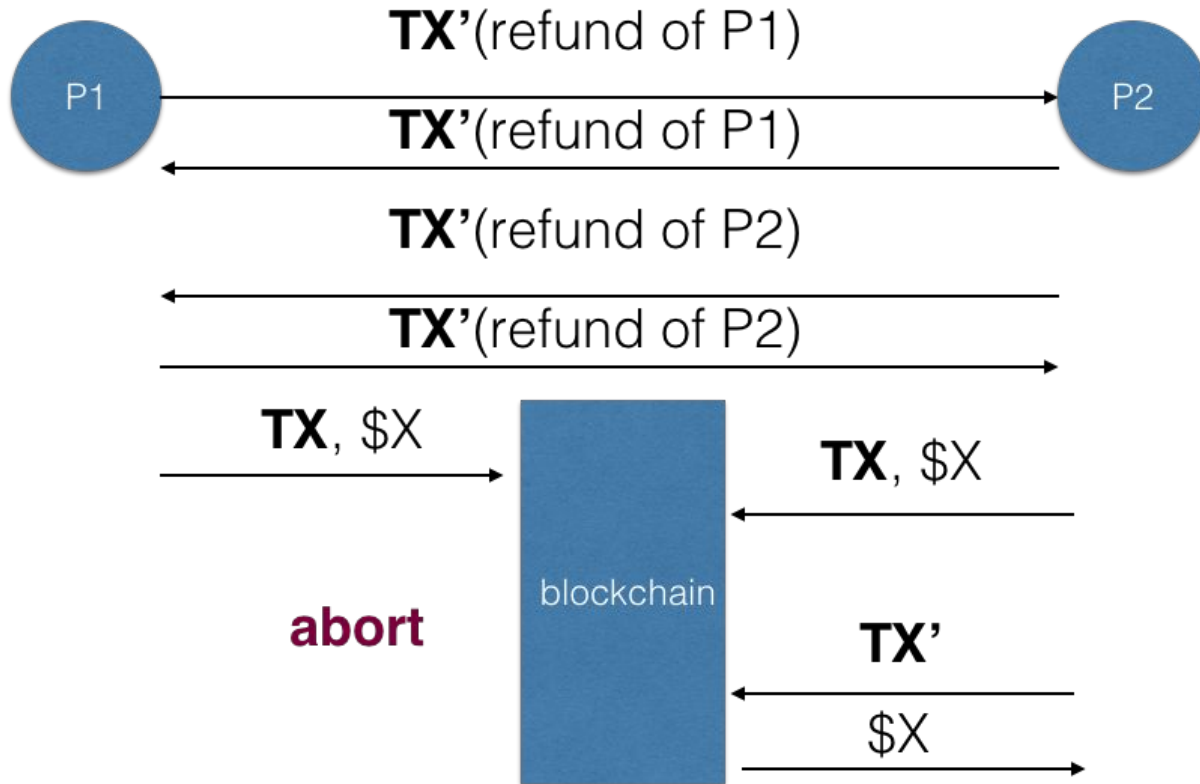 TX’(refund of P1)
P1
P2
TX’(refund of P1)
TX’(refund of P2)
TX’(refund of P2)
TX, $X
TX, $X
blockchain
abort
TX’
$X